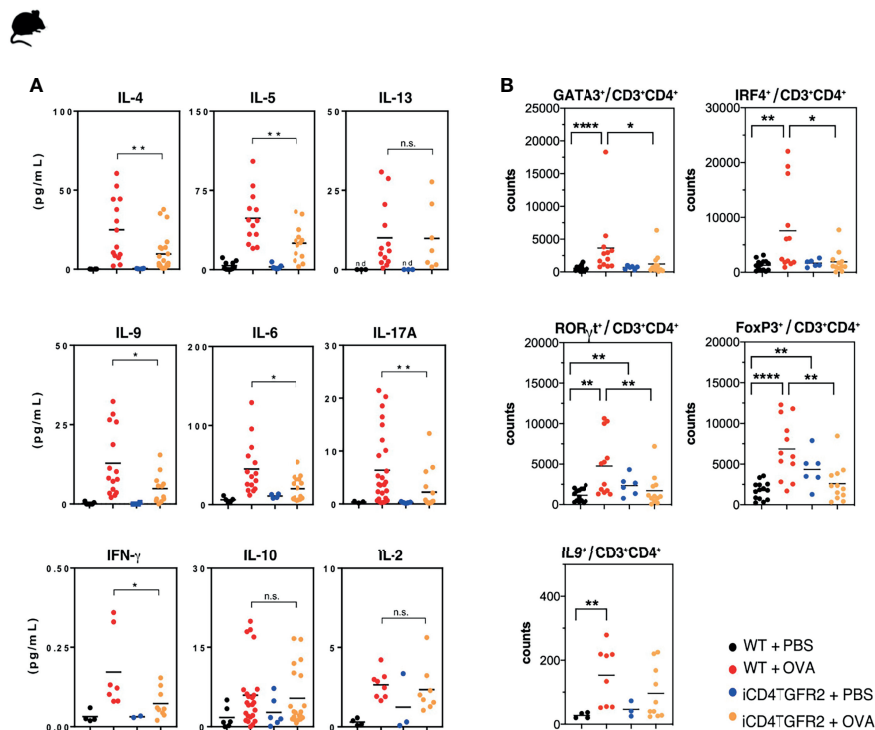 A
B
IL-4
IL-5
IL-13
(pg/mL)
100
50
0
* *
150
75
0
* *
50
25
0
n.s.
n d
n d
GATA3⁺/CD3⁺CD4⁺
IRF4⁺/CD3⁺CD4⁺
counts
25000
20000
15000
10000
5000
0
****
*
counts
30000
20000
10000
0
**
*
IL-9
IL-6
IL-17A
(pg/mL)
50
25
0
*
200
100
0
*
30
20
10
0
* *
RORγt⁺/CD3⁺CD4⁺
FoxP3⁺/CD3⁺CD4⁺
counts
20000
15000
10000
5000
0
**
**
**
counts
20000
15000
10000
5000
0
**
****
**
IFN-γ
IL-10
IL-2
(pg/mL)
0.50
0.25
0.00
*
30
15
0
n.s.
6
4
2
0
n.s.
IL9⁺/CD3⁺CD4⁺
counts
400
200
0
**
WT + PBS
WT + OVA
iCD4TGFR2 + PBS
iCD4TGFR2 + OVA